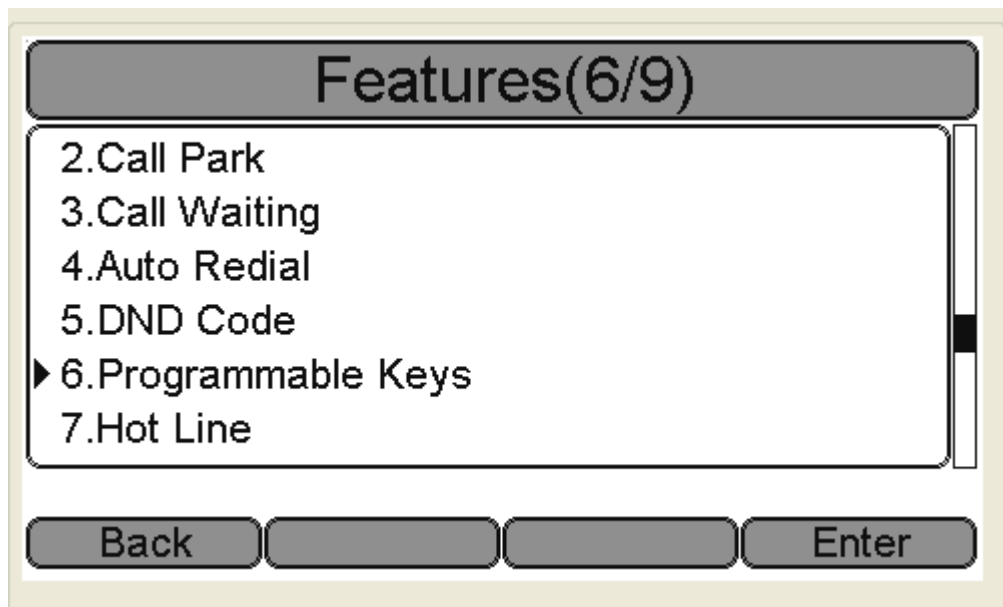 Features(6/9)
2.Call Park
3.Call Waiting
4.Auto Redial
5.DND Code
6.Programmable Keys
7.Hot Line
Back Enter